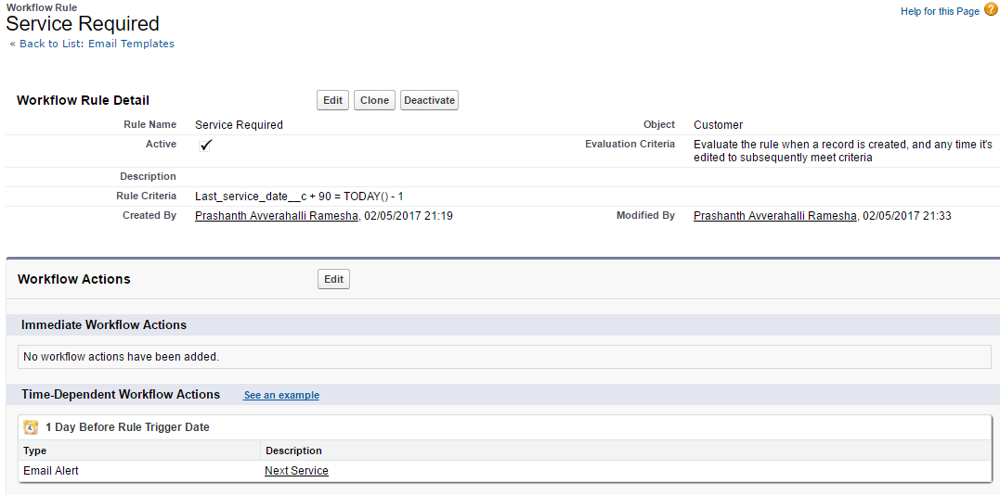 Workflow Rule
Service Required
Help for this Page ?
« Back to List: Email Templates
Workflow Rule Detail
Edit Clone Deactivate
Rule Name Service Required Object Customer
Active Evaluation Criteria Evaluate the rule when a record is created, and any time it's
edited to subsequently meet criteria
Description
Rule Criteria Last_service_date__c + 90 = TODAY() - 1
Created By Prashanth Avverahalli Ramesha, 02/05/2017 21:19 Modified By Prashanth Avverahalli Ramesha, 02/05/2017 21:33
Workflow Actions Edit
Immediate Workflow Actions
No workflow actions have been added.
Time-Dependent Workflow Actions See an example
1 Day Before Rule Trigger Date
Type Description
Email Alert Next Service